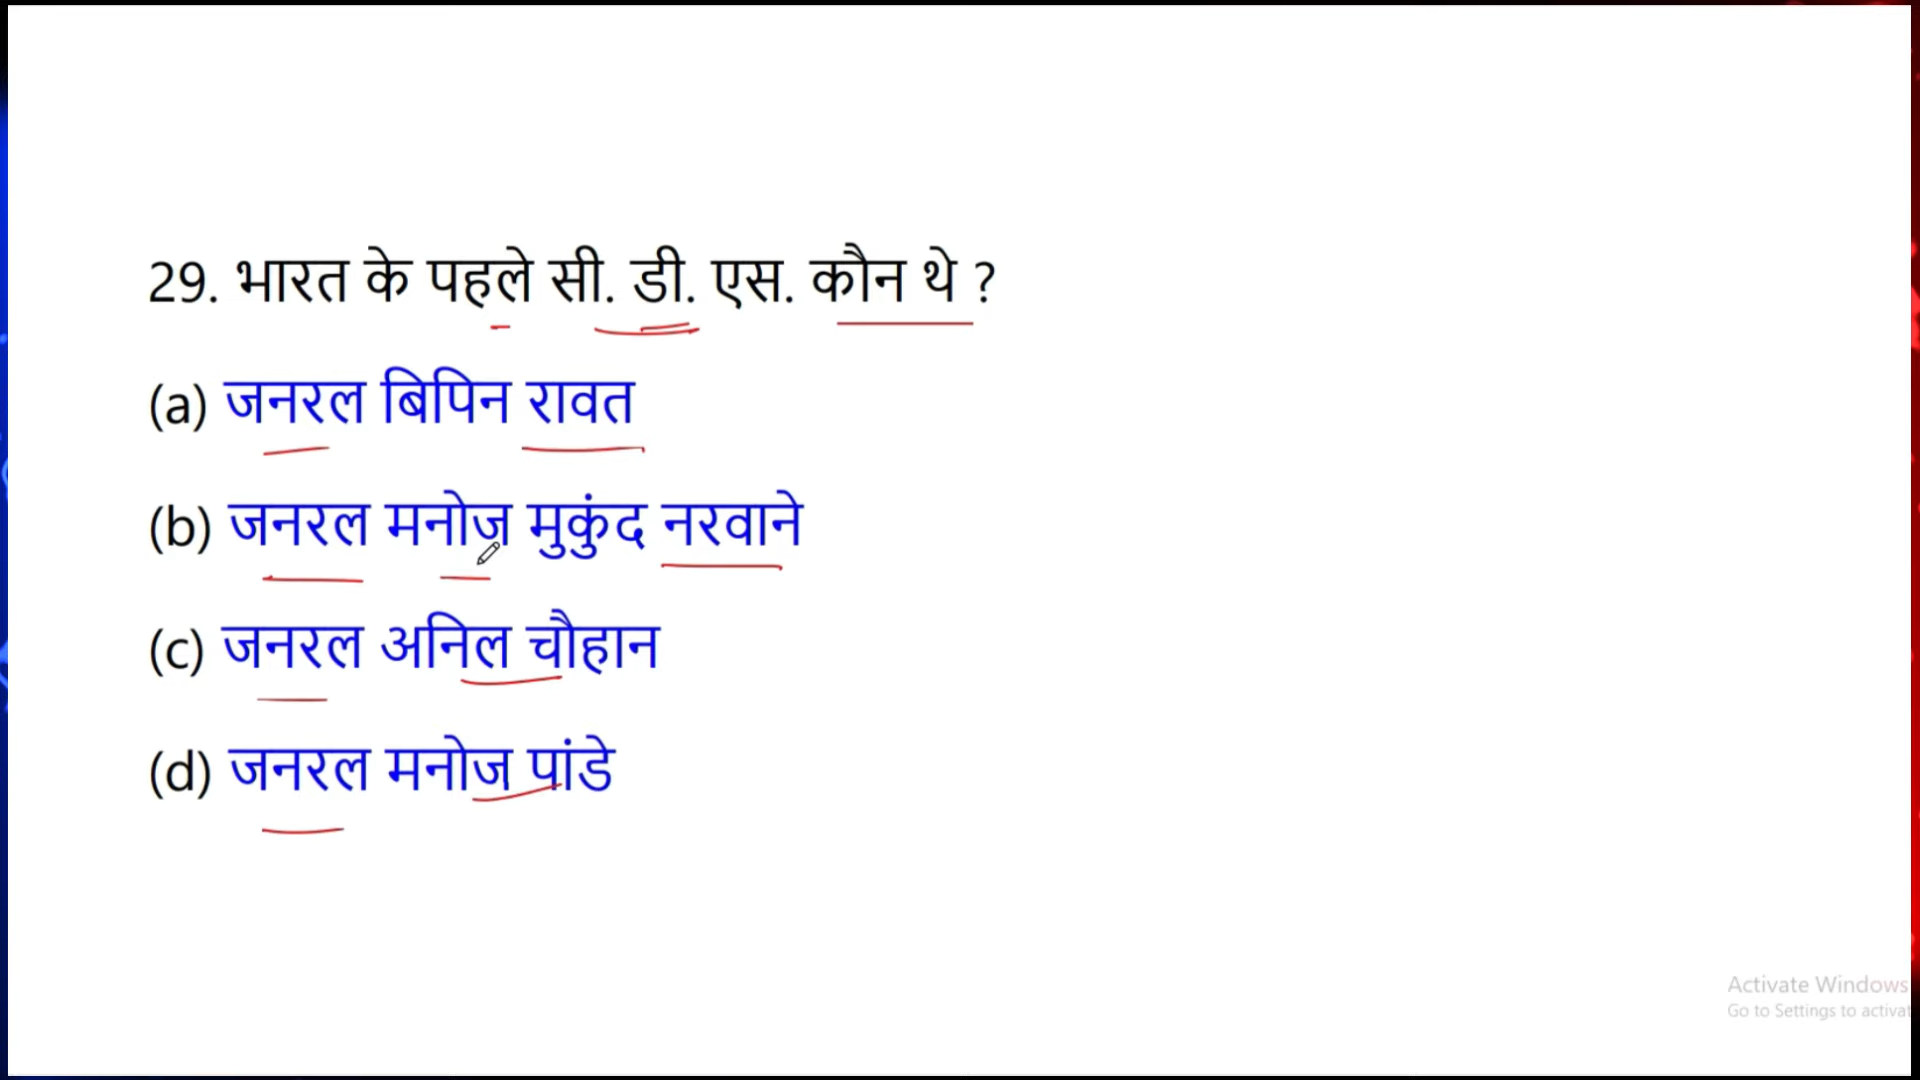 29. भारत के पहले सी. डी. एस. कौन थे ?
(a) जनरल बिपिन रावत
(b) जनरल मनोज मुकुंद नरवाने
(c) जनरल अनिल चौहान
(d) जनरल मनोज पांडे
Activate Windows
Go to Settings to activat